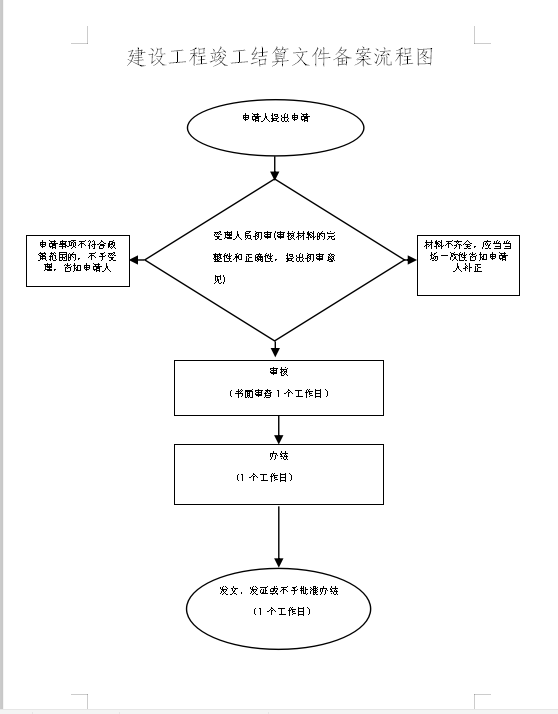 建设工程竣工结算文件备案流程图
申请人提出申请
受理人员初审(审核材料的完
整性和正确性，提出初审意
见)
申请事项不符合政
策范围的，不予受
理，告知申请人
材料不齐全，应当当
场一次性告知申请
人补正
审核
（书面审查 1 个工作日）
办结
（1 个工作日）
发文、发证或不予批准办结
（1 个工作日）